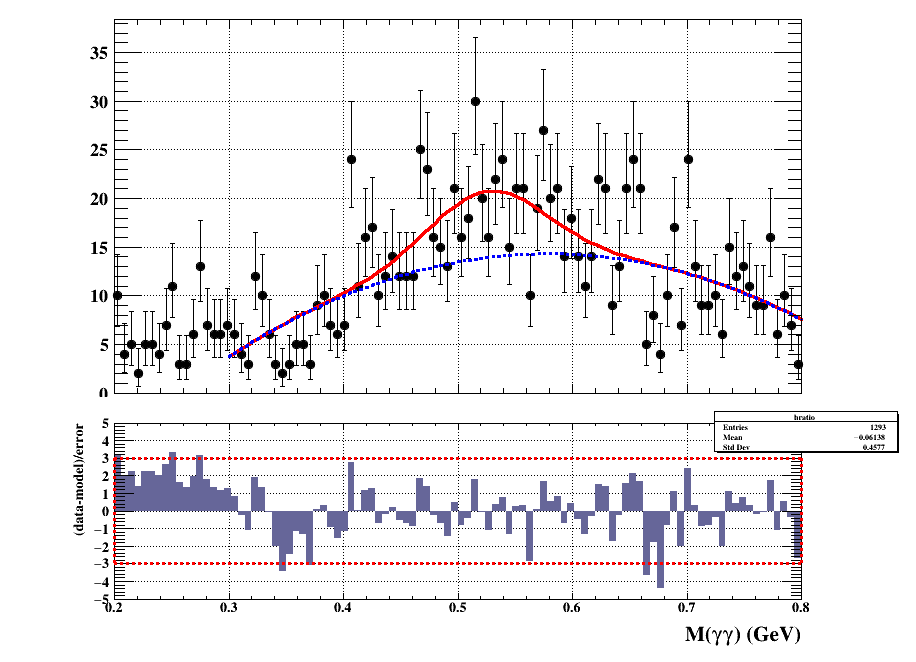 35
30
25
20
15
10
5
0
hratio
Entries 1293
Mean −0.06138
Std Dev 0.4577
(data-model)/error
5
4
3
2
1
0
−1
−2
−3
−4
−5
0.2 0.3 0.4 0.5 0.6 0.7 0.8
M(γγ) (GeV)